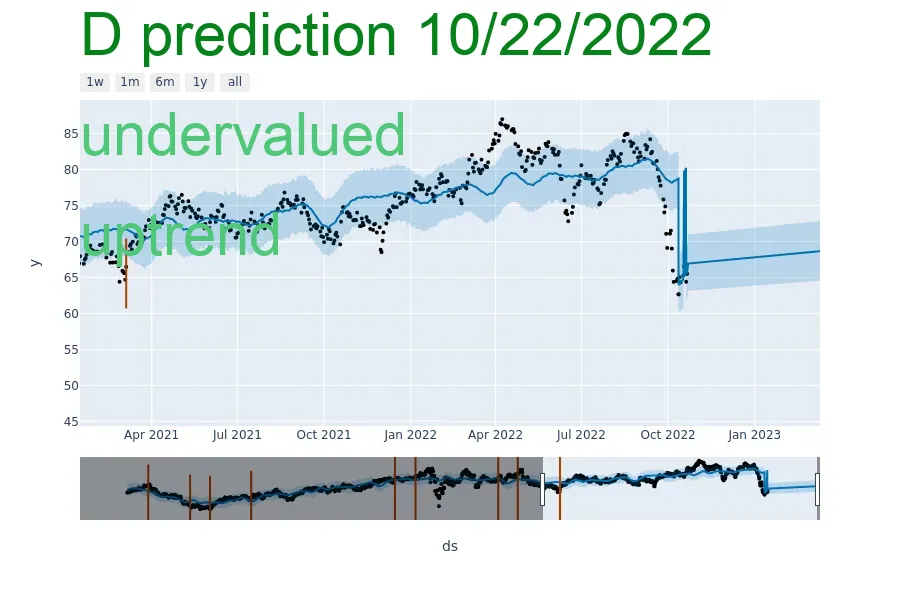 D prediction 10/22/2022
1w 1m 6m 1y all
undervalued
uptrend
85
80
75
70
65
60
55
50
45
y
Apr 2021 Jul 2021 Oct 2021 Jan 2022 Apr 2022 Jul 2022 Oct 2022 Jan 2023
ds